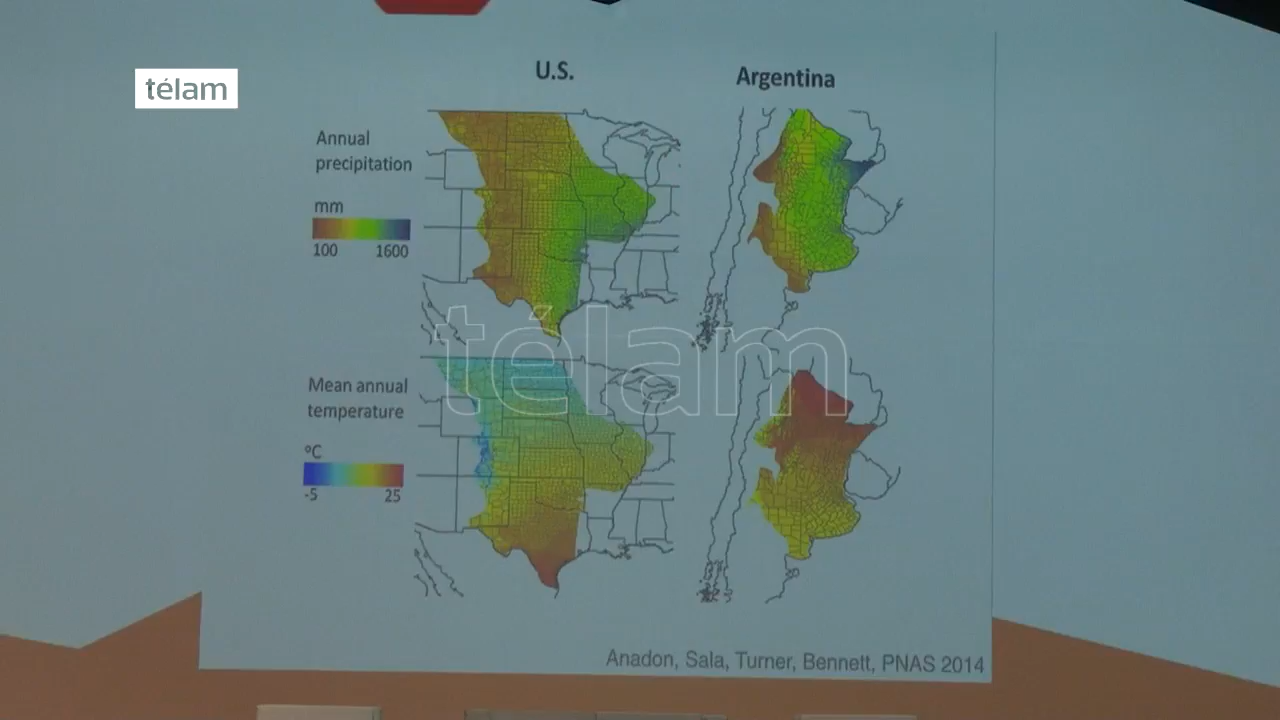 télam
U.S.
Argentina
Annual
precipitation
mm
100
1600
télam
Mean annual
temperature
ºC
-5
25
Anadon, Sala, Turner, Bennett, PNAS 2014